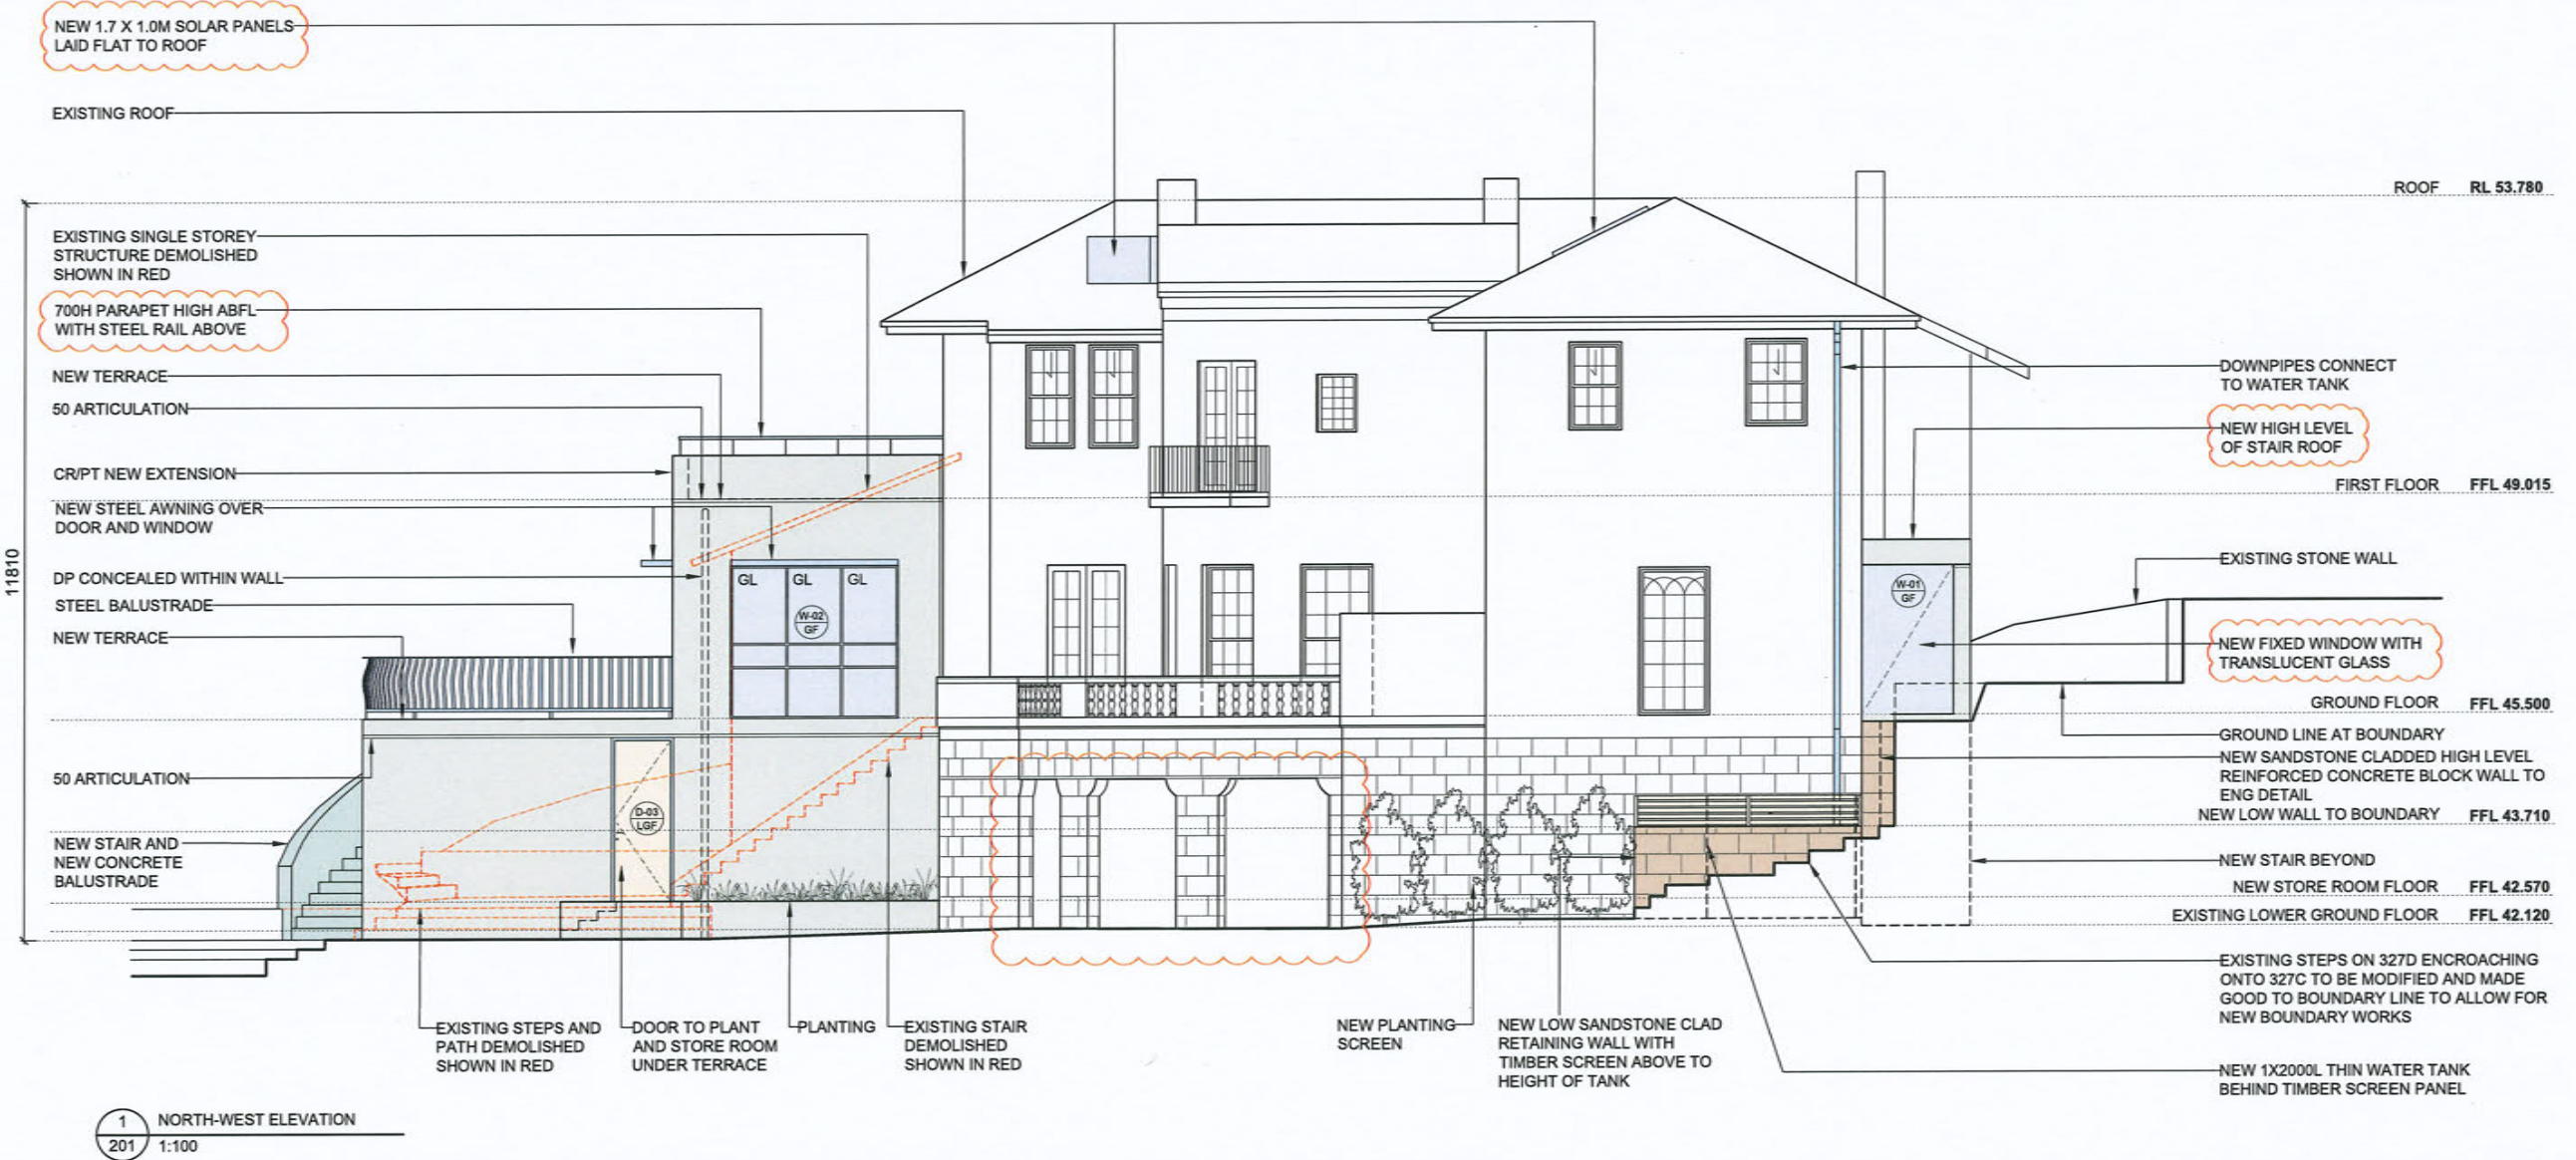 NEW 1.7 X 1.0M SOLAR PANELS
LAID FLAT TO ROOF
EXISTING ROOF
EXISTING SINGLE STOREY
STRUCTURE DEMOLISHED
SHOWN IN RED
700H PARAPET HIGH ABFL
WITH STEEL RAIL ABOVE
NEW TERRACE
50 ARTICULATION
CR/PT NEW EXTENSION
NEW STEEL AWNING OVER
DOOR AND WINDOW
DP CONCEALED WITHIN WALL
STEEL BALUSTRADE
NEW TERRACE
50 ARTICULATION
NEW STAIR AND
NEW CONCRETE
BALUSTRADE
11810
GL GL GL
W-02
GF
D-03
LGF
W-01
GF
ROOF RL 53.780
DOWNPIPES CONNECT
TO WATER TANK
NEW HIGH LEVEL
OF STAIR ROOF
FIRST FLOOR FFL 49.015
EXISTING STONE WALL
NEW FIXED WINDOW WITH
TRANSLUCENT GLASS
GROUND FLOOR FFL 45.500
GROUND LINE AT BOUNDARY
NEW SANDSTONE CLADDED HIGH LEVEL
REINFORCED CONCRETE BLOCK WALL TO
ENG DETAIL
NEW LOW WALL TO BOUNDARY FFL 43.710
NEW STAIR BEYOND
NEW STORE ROOM FLOOR FFL 42.570
EXISTING LOWER GROUND FLOOR FFL 42.120
EXISTING STEPS ON 327D ENCROACHING
ONTO 327C TO BE MODIFIED AND MADE
GOOD TO BOUNDARY LINE TO ALLOW FOR
NEW BOUNDARY WORKS
NEW 1X2000L THIN WATER TANK
BEHIND TIMBER SCREEN PANEL
EXISTING STEPS AND
PATH DEMOLISHED
SHOWN IN RED
DOOR TO PLANT
AND STORE ROOM
UNDER TERRACE
PLANTING
EXISTING STAIR
DEMOLISHED
SHOWN IN RED
NEW PLANTING
SCREEN
NEW LOW SANDSTONE CLAD
RETAINING WALL WITH
TIMBER SCREEN ABOVE TO
HEIGHT OF TANK
1
201
NORTH-WEST ELEVATION
1:100